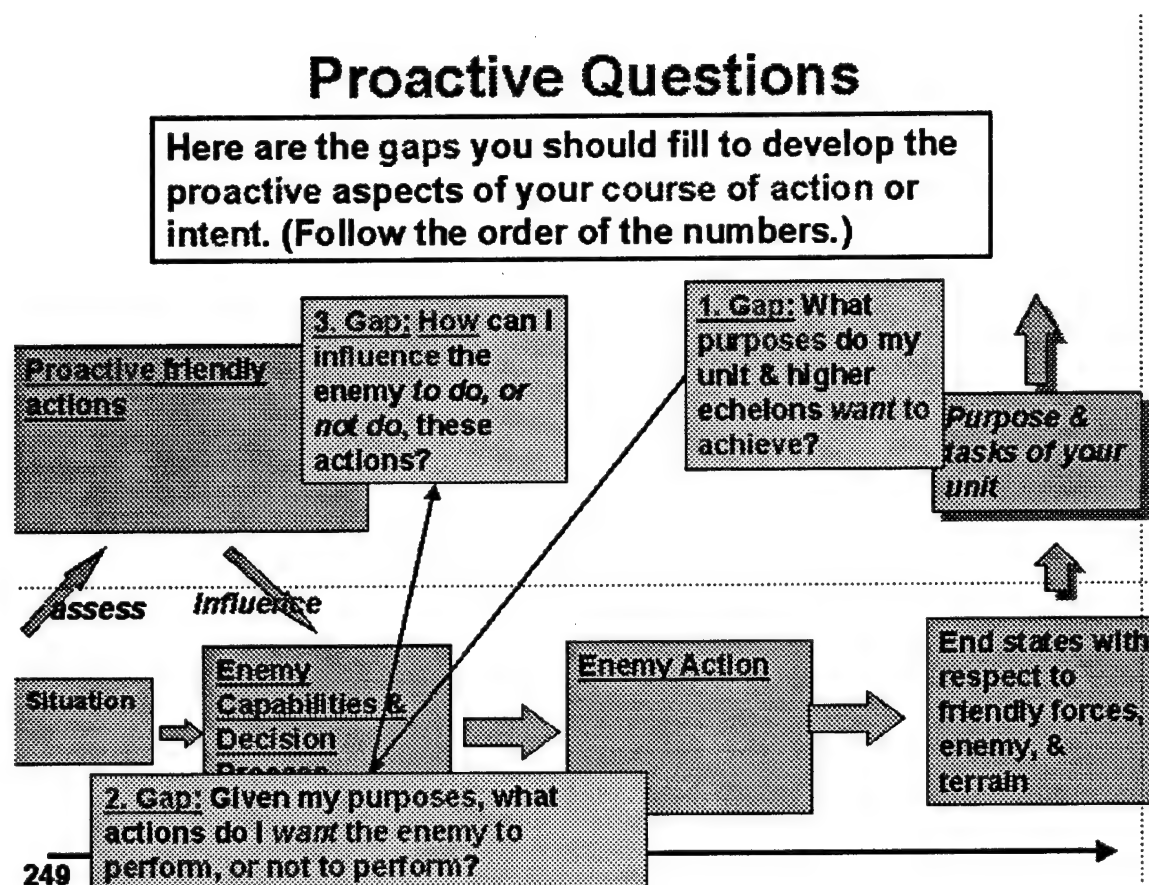 Proactive Questions
Here are the gaps you should fill to develop the
proactive aspects of your course of action or
intent. (Follow the order of the numbers.)
Proactive friendly
actions
3. Gap: How can I
influence the
enemy to do, or
not do, these
actions?
1. Gap: What
purposes do my
unit & higher
echelons want to
achieve?
Purpose &
tasks of your
unit
assess
Influence
Situation
Enemy
Capabilities &
Decision
Process
Enemy Action
End states with
respect to
friendly forces,
enemy, &
terrain
2. Gap: Given my purposes, what
actions do I want the enemy to
perform, or not to perform?
249